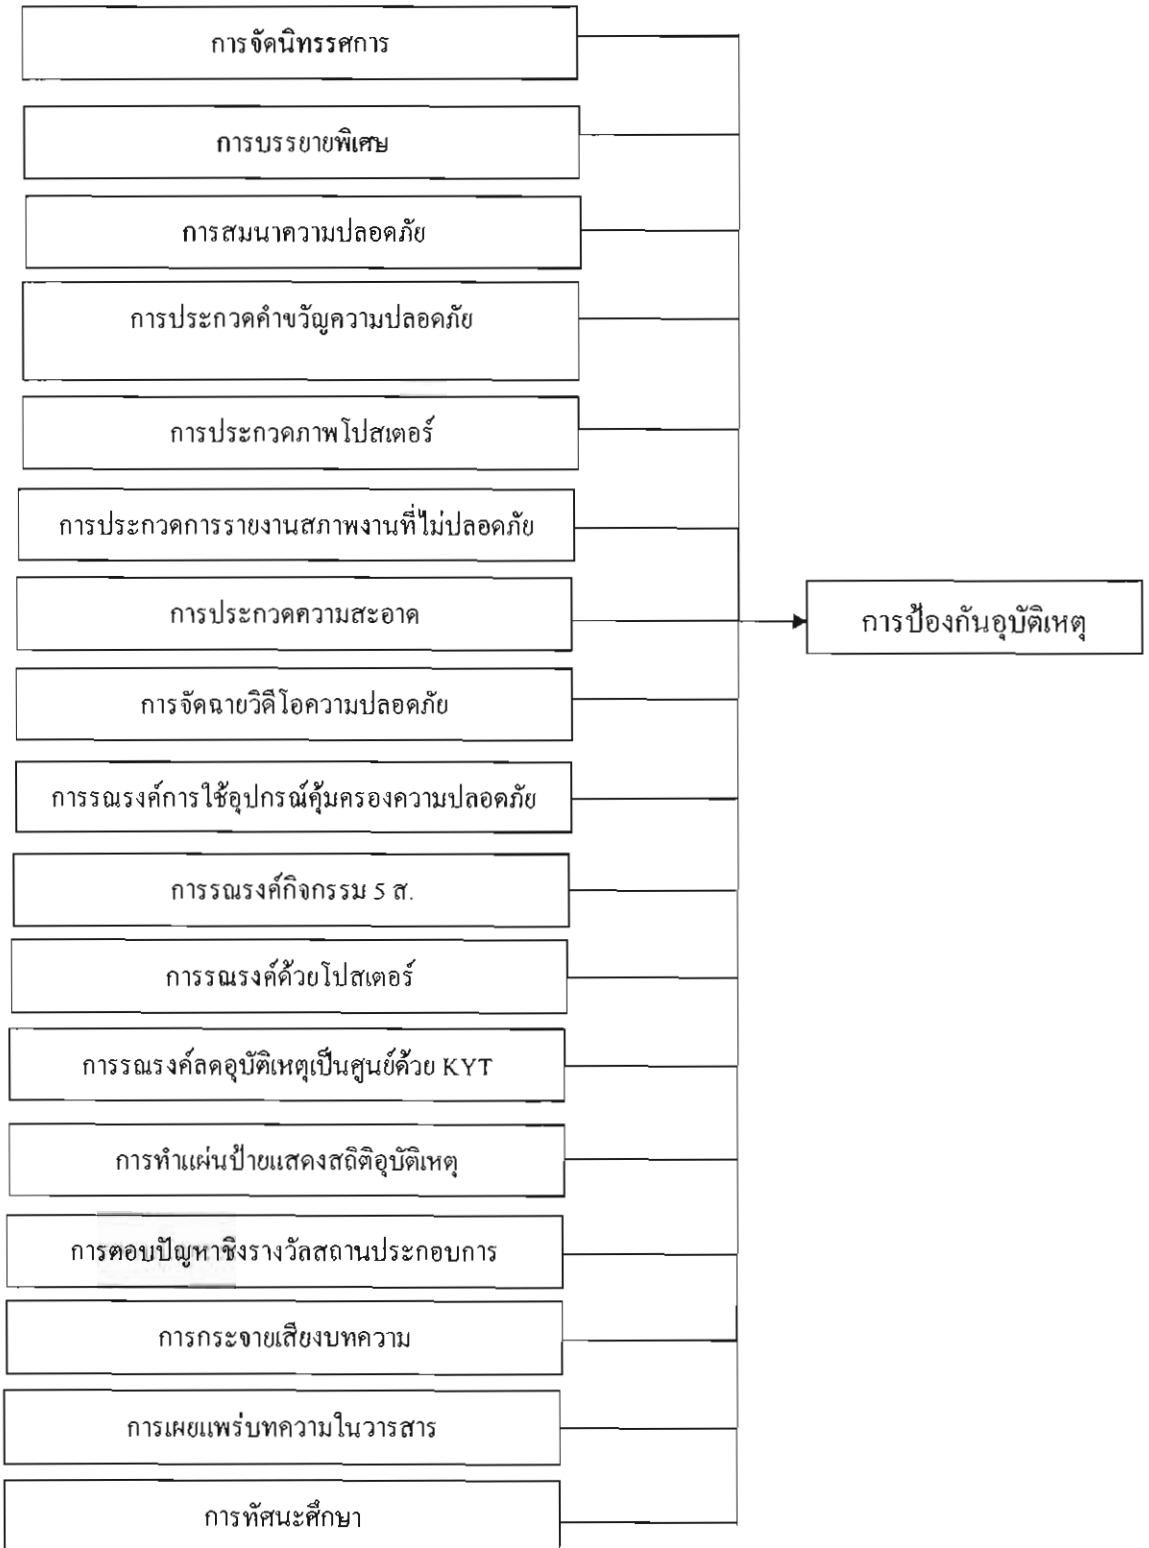 การจัดนิทรรศการ
การบรรยายพิเศษ
การสมนาความปลอดภัย
การประกวดคำขวัญความปลอดภัย
การประกวดภาพโปสเตอร์
การประกวดการรายงานสภาพงานที่ไม่ปลอดภัย
การประกวดความสะอาด
การป้องกันอุบัติเหตุ
การจัดฉายวิดีโอความปลอดภัย
การรณรงค์การใช้อุปกรณ์คุ้มครองความปลอดภัย
การรณรงค์กิจกรรม 5 ส.
การรณรงค์ด้วยโปสเตอร์
การรณรงค์ลดอุบัติเหตุเป็นศูนย์ด้วย KYT
การทำแผ่นป้ายแสดงสถิติอุบัติเหตุ
การตอบปัญหาชิงรางวัลสถานประกอบการ
การกระจายเสียงบทความ
การเผยแพร่บทความในวารสาร
การทัศนะศึกษา